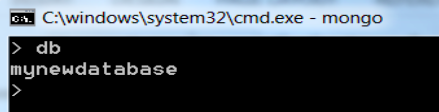 C:\windows\system32\cmd.exe - mongo
> db
mynewdatabase
>